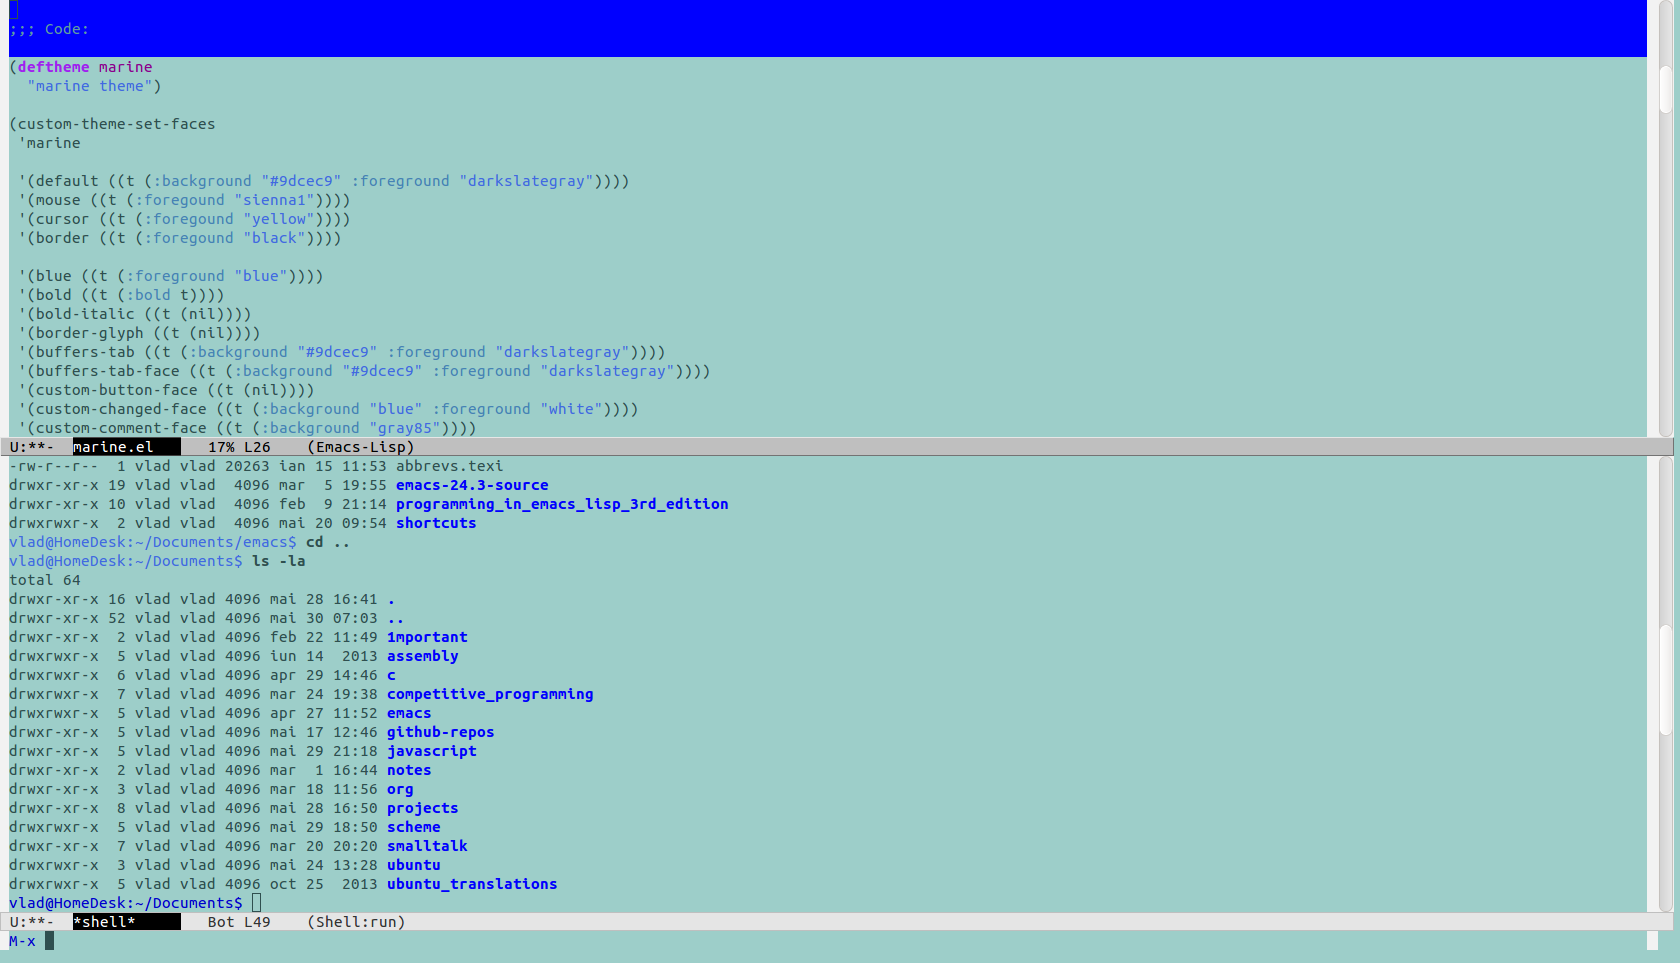 ;;; Code:
(deftheme marine
  "marine theme")
(custom-theme-set-faces
 'marine
 '(default ((t (:background "#9dcec9" :foreground "darkslategray"))))
 '(mouse ((t (:foregound "sienna1"))))
 '(cursor ((t (:foregound "yellow"))))
 '(border ((t (:foregound "black"))))
 '(blue ((t (:foreground "blue"))))
 '(bold ((t (:bold t))))
 '(bold-italic ((t (nil))))
 '(border-glyph ((t (nil))))
 '(buffers-tab ((t (:background "#9dcec9" :foreground "darkslategray"))))
 '(buffers-tab-face ((t (:background "#9dcec9" :foreground "darkslategray"))))
 '(custom-button-face ((t (nil))))
 '(custom-changed-face ((t (:background "blue" :foreground "white"))))
 '(custom-comment-face ((t (:background "gray85"))))
U:**-  marine.el      17% L26    (Emacs-Lisp)
-rw-r--r--  1 vlad vlad 20263 ian 15 11:53 abbrevs.texi
drwxr-xr-x 19 vlad vlad  4096 mar  5 19:55 emacs-24.3-source
drwxr-xr-x 10 vlad vlad  4096 feb  9 21:14 programming_in_emacs_lisp_3rd_edition
drwxrwxr-x  2 vlad vlad  4096 mai 20 09:54 shortcuts
vlad@HomeDesk:~/Documents/emacs$ cd ..
vlad@HomeDesk:~/Documents$ ls -la
total 64
drwxr-xr-x 16 vlad vlad 4096 mai 28 16:41 .
drwxr-xr-x 52 vlad vlad 4096 mai 30 07:03 ..
drwxr-xr-x  2 vlad vlad 4096 feb 22 11:49 1mportant
drwxrwxr-x  5 vlad vlad 4096 iun 14  2013 assembly
drwxrwxr-x  6 vlad vlad 4096 apr 29 14:46 c
drwxrwxr-x  7 vlad vlad 4096 mar 24 19:38 competitive_programming
drwxrwxr-x  5 vlad vlad 4096 apr 27 11:52 emacs
drwxrwxr-x  5 vlad vlad 4096 mai 17 12:46 github-repos
drwxrwxr-x  5 vlad vlad 4096 mai 29 21:18 javascript
drwxr-xr-x  2 vlad vlad 4096 mar  1 16:44 notes
drwxr-xr-x  3 vlad vlad 4096 mar 18 11:56 org
drwxr-xr-x  8 vlad vlad 4096 mai 28 16:50 projects
drwxrwxr-x  5 vlad vlad 4096 mai 29 18:50 scheme
drwxr-xr-x  7 vlad vlad 4096 mar 20 20:20 smalltalk
drwxrwxr-x  3 vlad vlad 4096 mai 24 13:28 ubuntu
drwxrwxr-x  5 vlad vlad 4096 oct 25  2013 ubuntu_translations
vlad@HomeDesk:~/Documents$
U:**-  *shell*        Bot L49    (Shell:run)
M-x